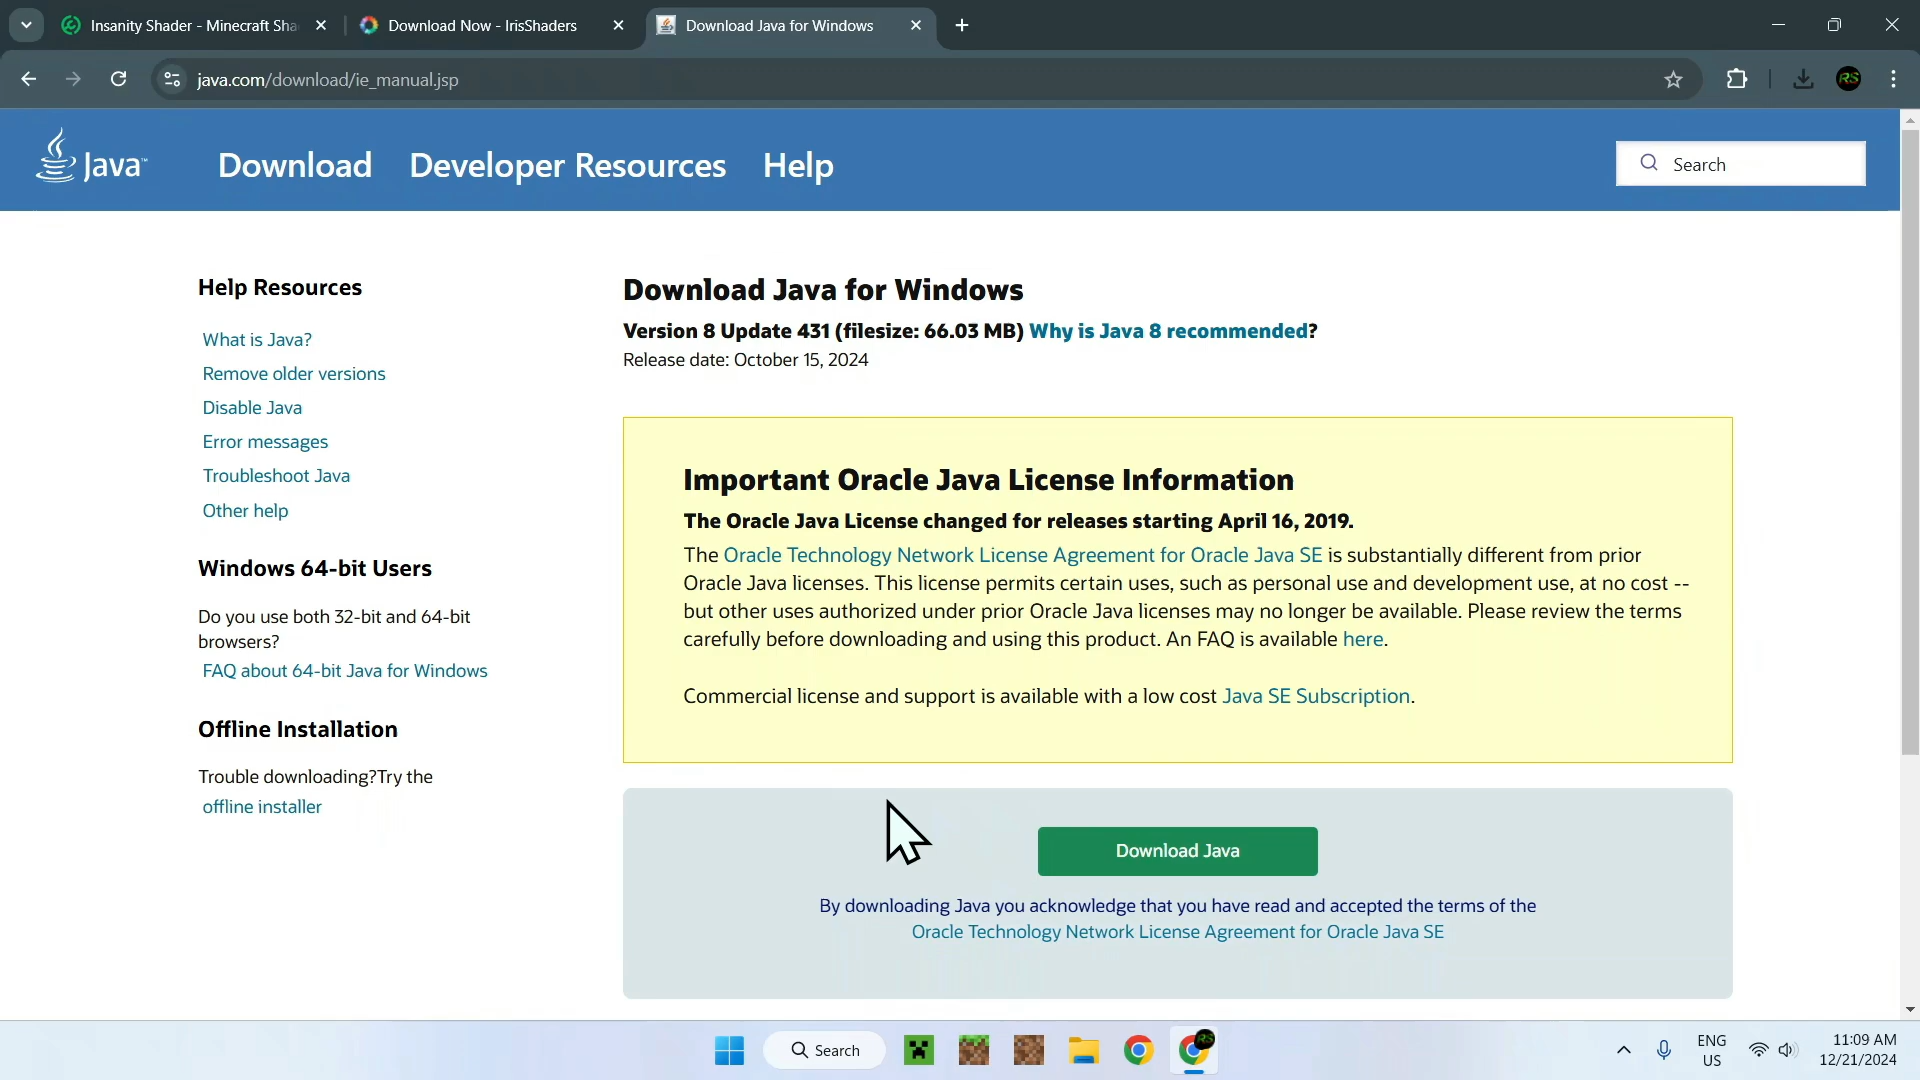 Insanity Shader - Minecraft Sha
Download Now - IrisShaders
Download Java for Windows
java.com/download/ie_manual.jsp
RS
Java™
Download
Developer Resources
Help
Search
Help Resources
What is Java?
Remove older versions
Disable Java
Error messages
Troubleshoot Java
Other help
Windows 64-bit Users
Do you use both 32-bit and 64-bit
browsers?
FAQ about 64-bit Java for Windows
Offline Installation
Trouble downloading?Try the
offline installer
Download Java for Windows
Version 8 Update 431 (filesize: 66.03 MB) Why is Java 8 recommended?
Release date: October 15, 2024
Important Oracle Java License Information
The Oracle Java License changed for releases starting April 16, 2019.
The Oracle Technology Network License Agreement for Oracle Java SE is substantially different from prior
Oracle Java licenses. This license permits certain uses, such as personal use and development use, at no cost --
but other uses authorized under prior Oracle Java licenses may no longer be available. Please review the terms
carefully before downloading and using this product. An FAQ is available here.
Commercial license and support is available with a low cost Java SE Subscription.
Download Java
By downloading Java you acknowledge that you have read and accepted the terms of the
Oracle Technology Network License Agreement for Oracle Java SE
Search
RS
ENG
US
11:09 AM
12/21/2024